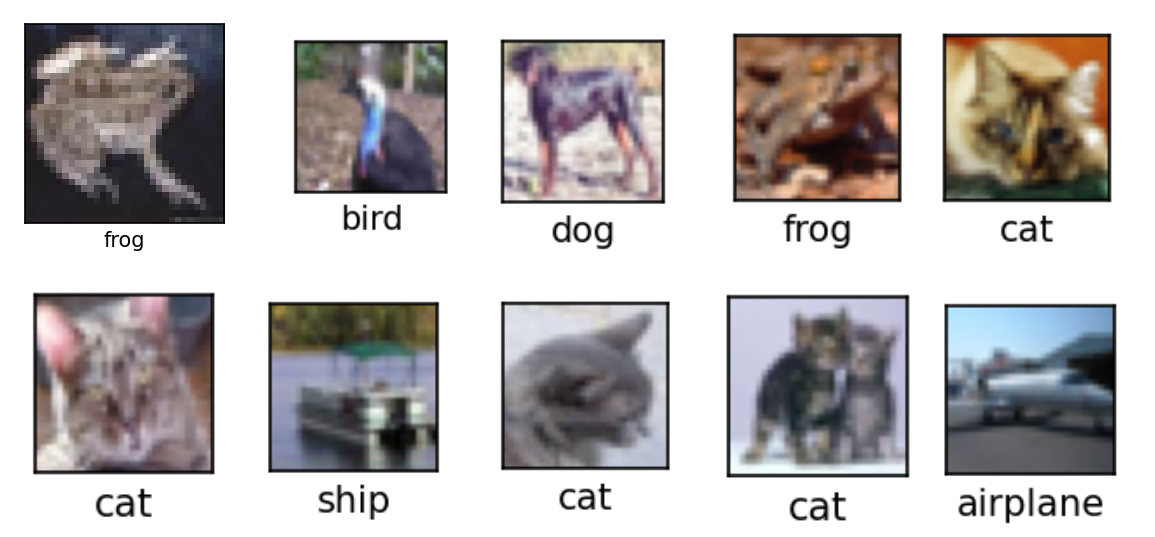 frog
bird
dog
frog
cat
cat
ship
cat
cat
airplane